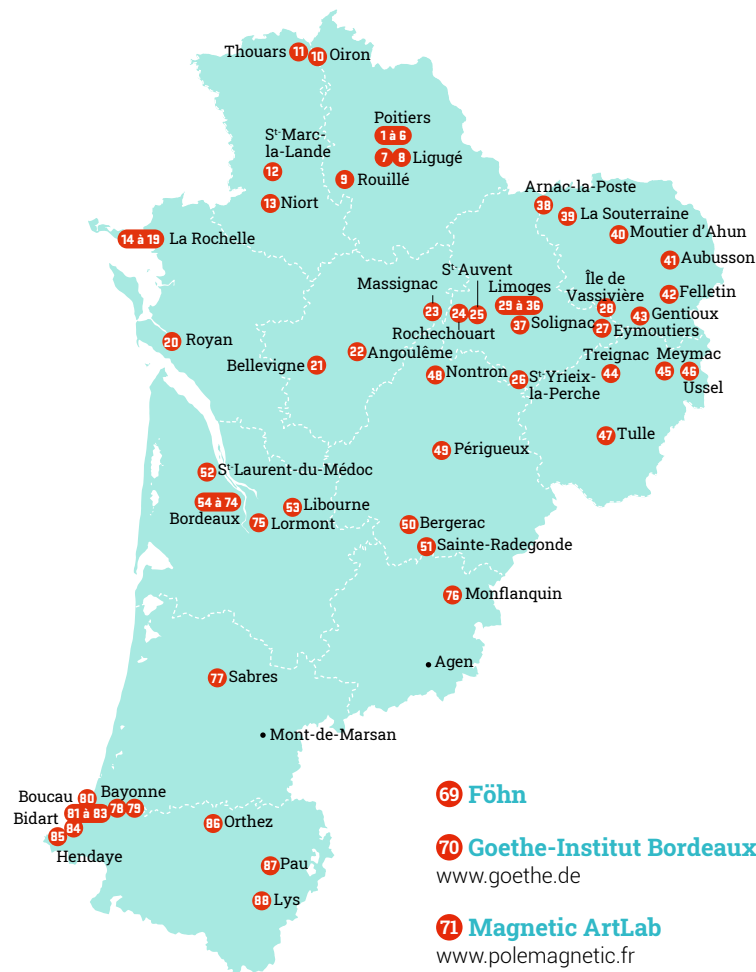 Thouars 11 10 Oiron
Poitiers
1 à 6
7 8 Ligugé
9 Rouillé
St-Marc-
la-Lande
12
13 Niort
14 à 19 La Rochelle
Arnac-la-Poste
38
39 La Souterraine
40 Moutier d'Ahun
41
Aubusson
42 Felletin
43 Gentioux
Île de
Vassivière
28
27 Eymoutiers
St-Auvent
Massignac
23
24 25
Rochechouart
Limoges
29 à 36
37 Solignac
20 Royan
22 Angoulême
Bellevigne 21
48 Nontron
26 St-Yrieix-
la-Perche
Treignac
44
Meymac
45 46
Ussel
47 Tulle
49 Périgueux
52 St-Laurent-du-Médoc
54 à 74
Bordeaux
53 Libourne
75 Lormont
50 Bergerac
51 Sainte-Radegonde
76 Monflanquin
Agen
77 Sabres
Mont-de-Marsan
Boucau 80
Bayonne
78 79
81 à 83
Bidart 84
85
Hendaye
86 Orthez
87 Pau
88 Lys
69 Föhn
70 Goethe-Institut Bordeaux
www.goethe.de
71 Magnetic ArtLab
www.polemagnetic.fr